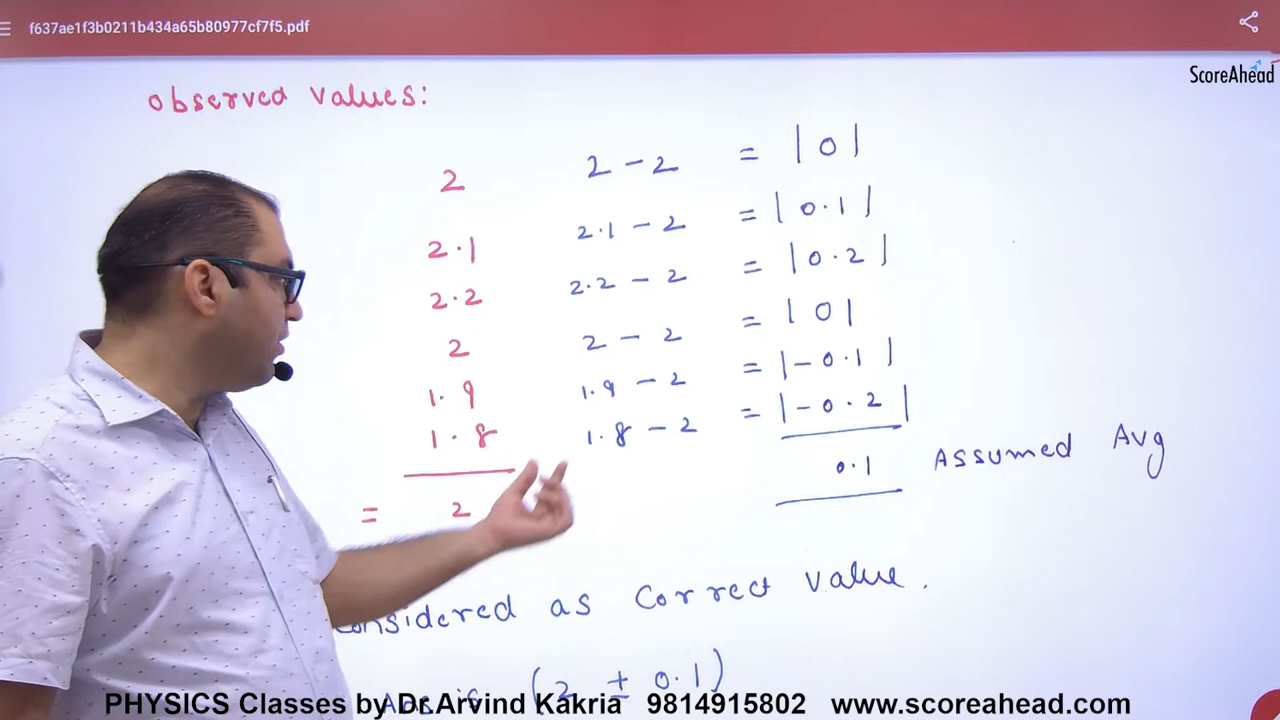 f637ae1f3b0211b434a65b80977cf7f5.pdf
ScoreAhead
observed values:
2 2 - 2 = |0|
2.1 2.1 - 2 = |0.1|
2.2 2.2 - 2 = |0.2|
2 2 - 2 = |0|
1.9 1.9 - 2 = |-0.1|
1.8 1.8 - 2 = |-0.2|
= 2 0.1 Assumed Avg
considered as correct value.
Ans is (2 ± 0.1)
PHYSICS Classes by Dr.Arvind Kakria 9814915802 www.scoreahead.com